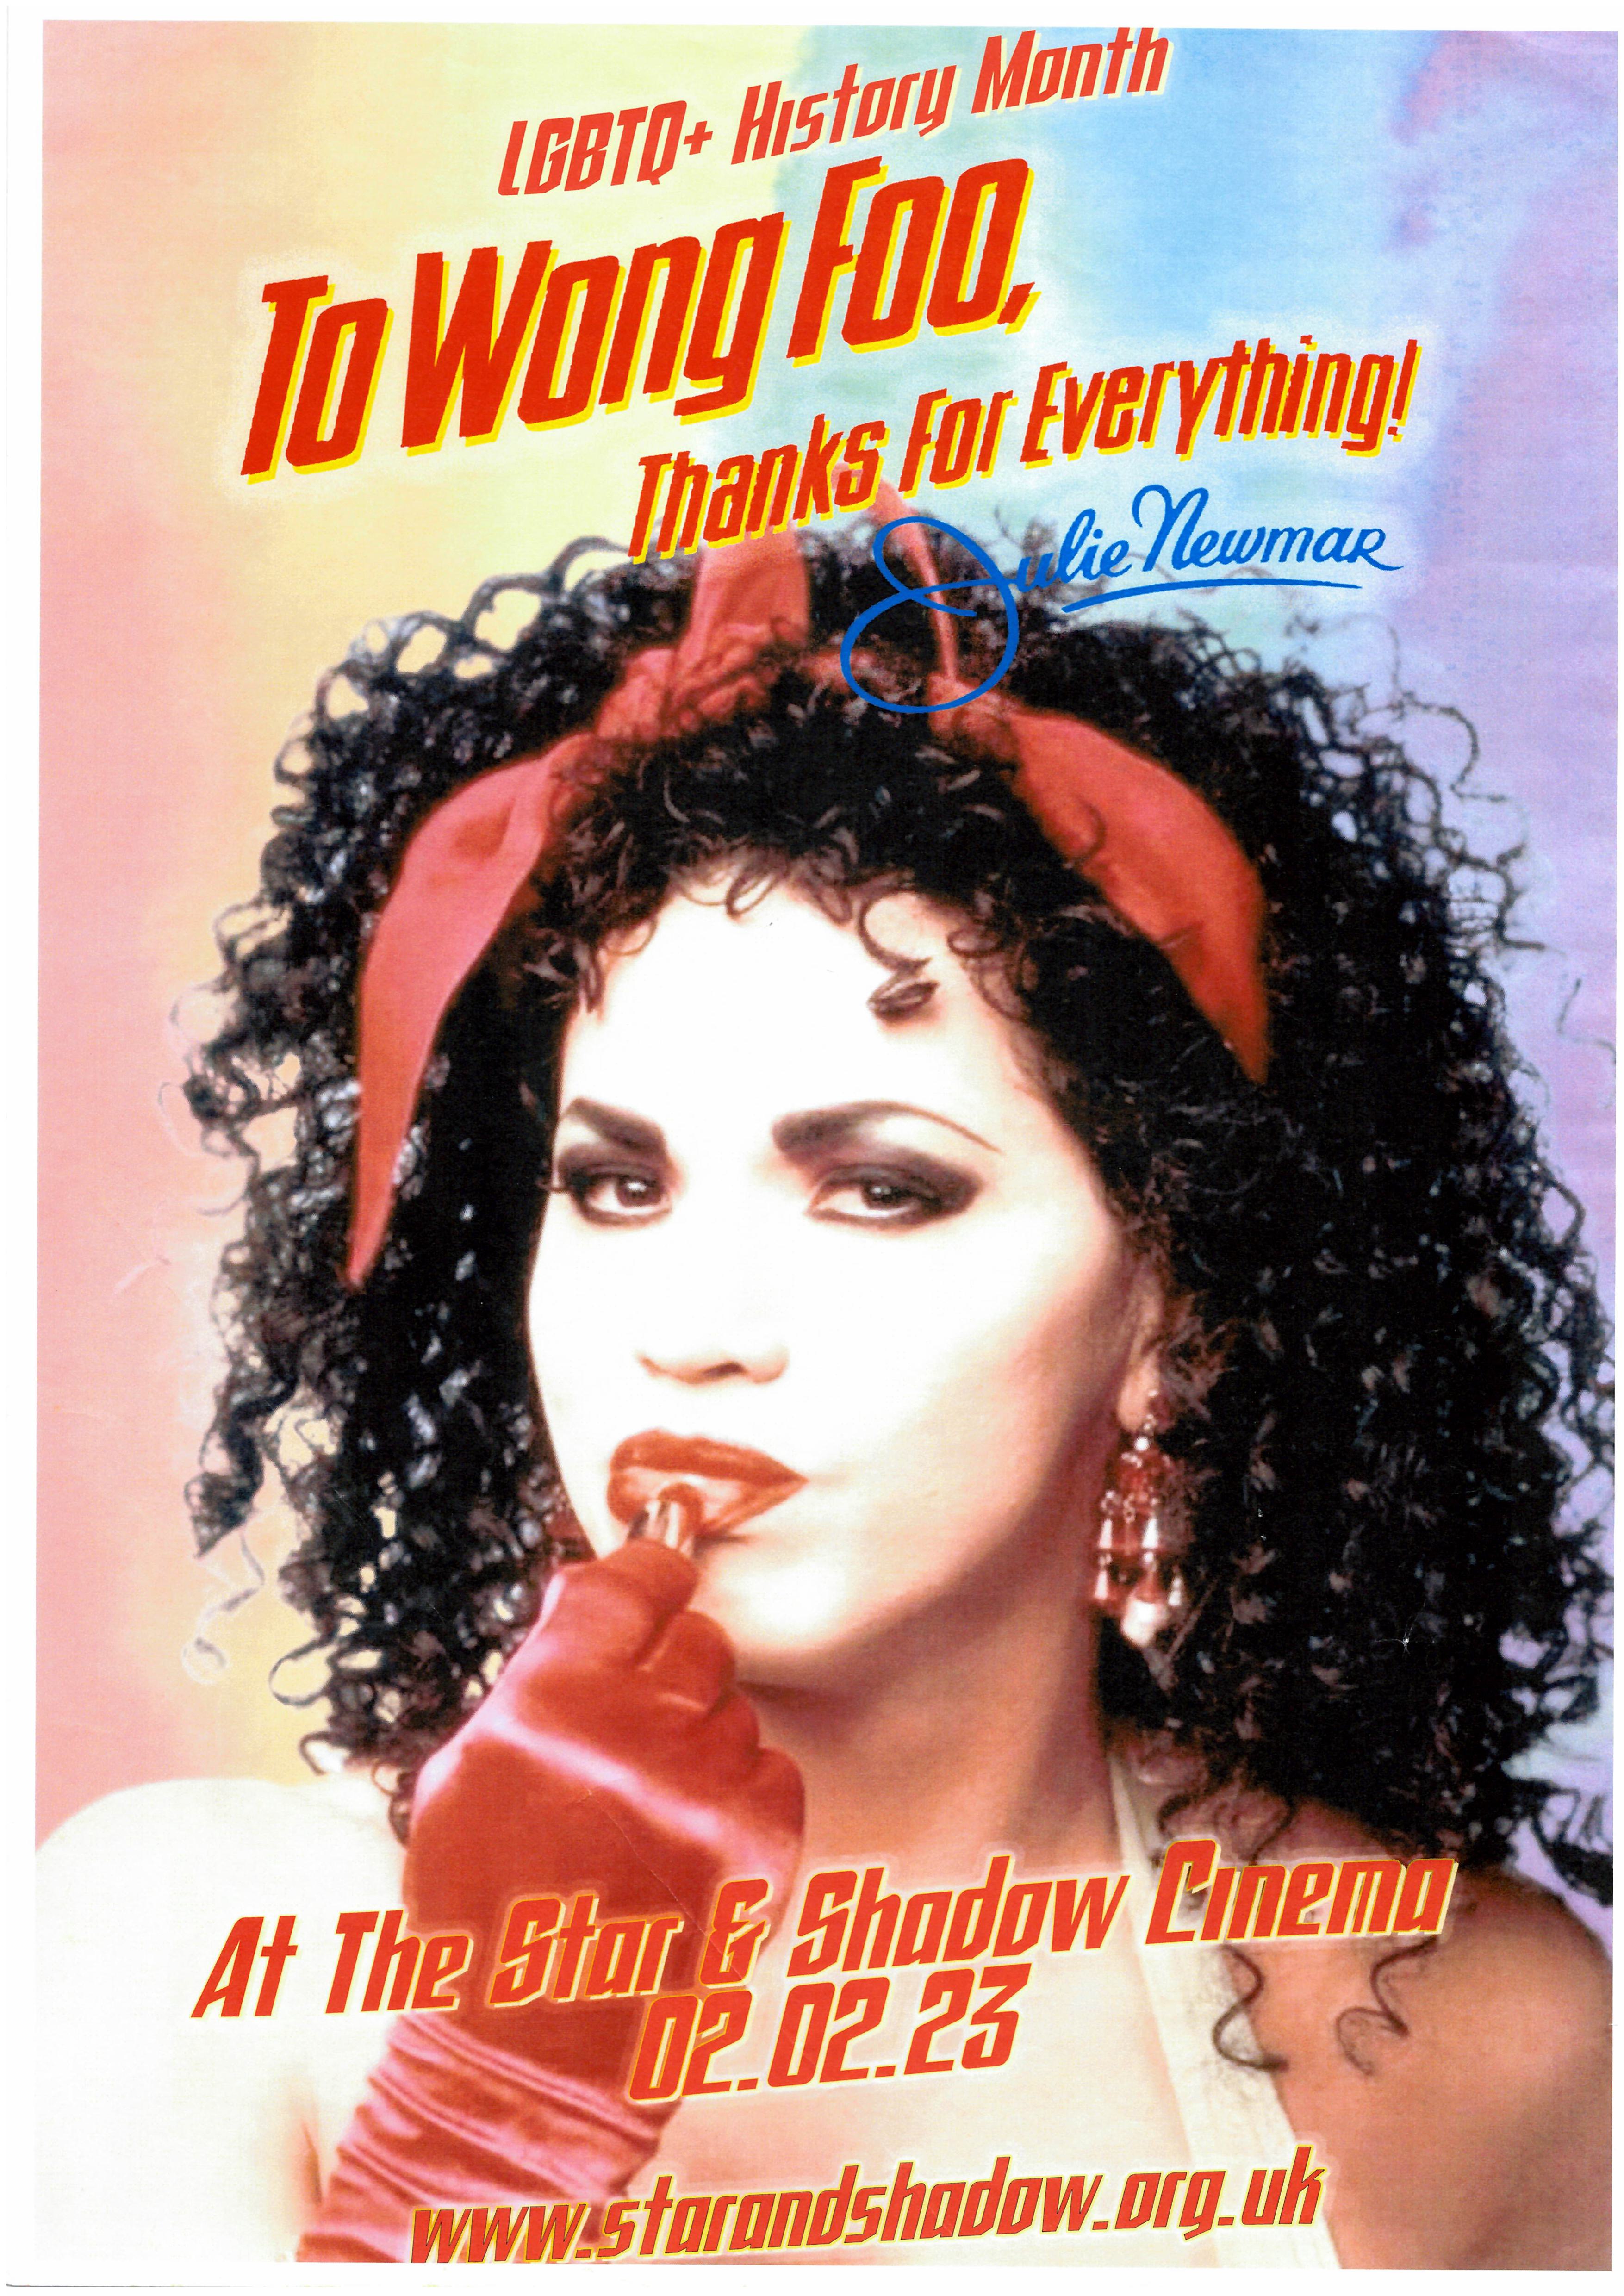 LGBTQ+ History Month
To Wong Foo,
Thanks For Everything!
Julie Newmar
At The Star & Shadow Cinema
02.02.23
www.starandshadow.org.uk